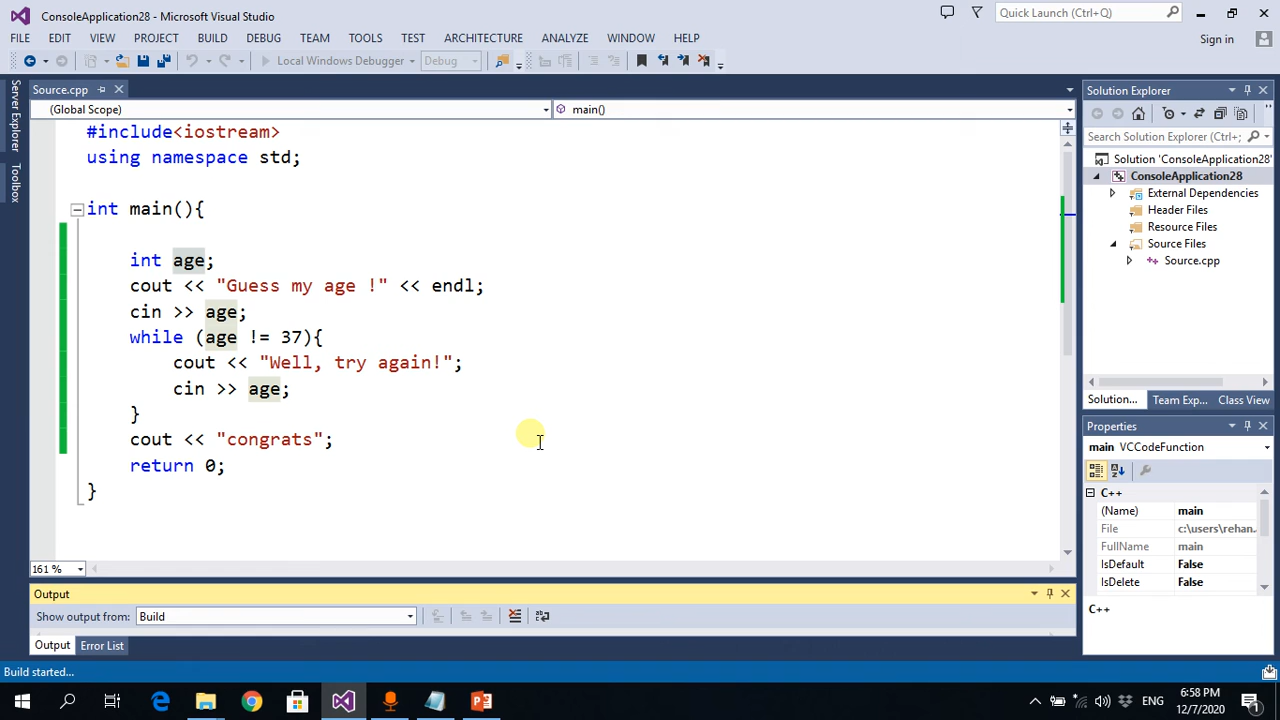 ConsoleApplication28 - Microsoft Visual Studio
Quick Launch (Ctrl+Q)
FILE EDIT VIEW PROJECT BUILD DEBUG TEAM TOOLS TEST ARCHITECTURE ANALYZE WINDOW HELP
Sign in
Local Windows Debugger
Debug
Source.cpp
(Global Scope)
main()
Server Explorer
Toolbox
#include<iostream>
using namespace std;
int main(){
int age;
cout << "Guess my age !" << endl;
cin >> age;
while (age != 37){
cout << "Well, try again!";
cin >> age;
}
cout << "congrats";
return 0;
}
161 %
Solution Explorer
Search Solution Explorer (Ctrl+;
Solution 'ConsoleApplication28'
ConsoleApplication28
External Dependencies
Header Files
Resource Files
Source Files
Source.cpp
Solution... Team Exp... Class View
Properties
main VCCodeFunction
C++
(Name) main
File c:\users\rehan.
FullName main
IsDefault False
IsDelete False
C++
Output
Show output from: Build
Output Error List
Build started...
ENG
6:58 PM
12/7/2020
1